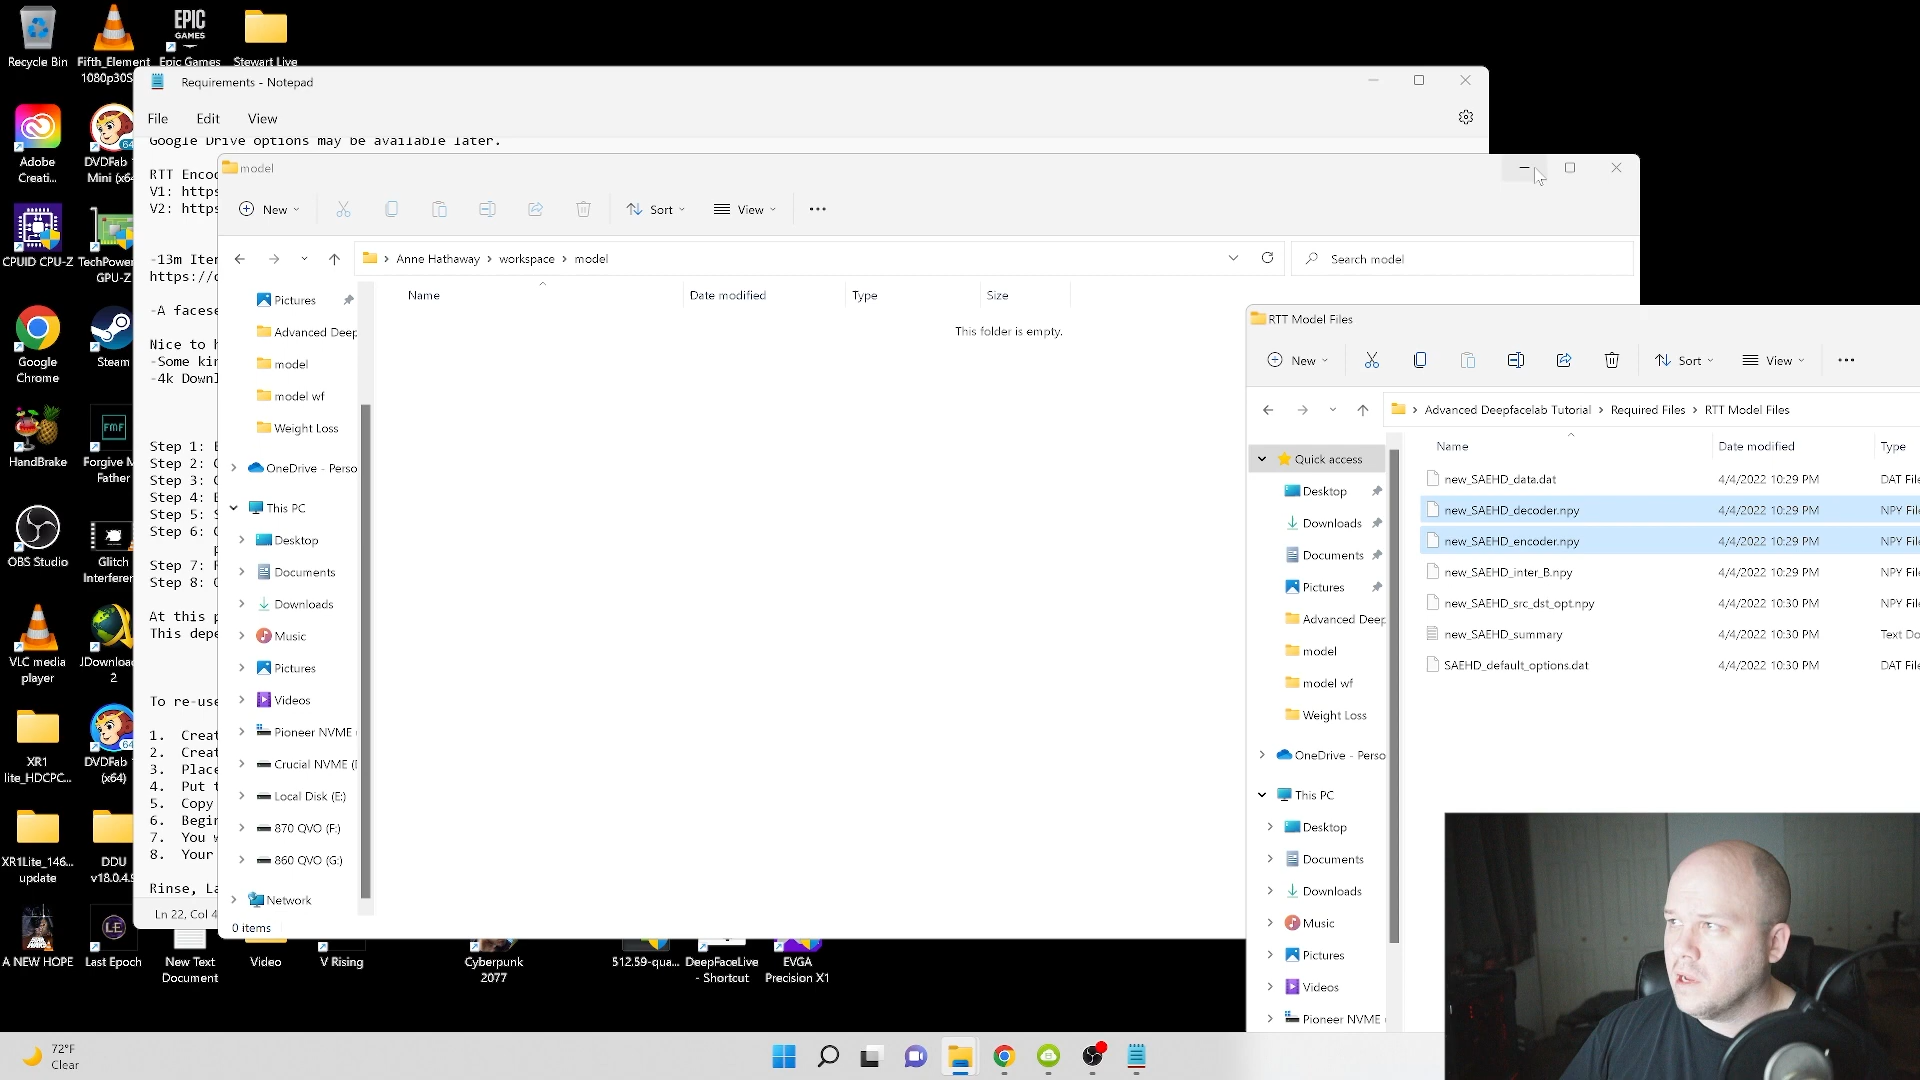 Recycle Bin
Fifth_Element
1080p30S
EPIC
GAMES
Epic Games
Stewart Live
Adobe
Creati...
DVDFab
Mini (x64
CPUID CPU-Z
TechPower
GPU-Z
Google
Chrome
Steam
HandBrake
FMF
Forgive M
Father
OBS Studio
Glitch
Interferen
VLC media
player
JDownload
2
XR1
lite_HDCPC...
DVDFab
(x64)
XR1Lite_146...
update
DDU
v18.0.4.9
A NEW HOPE
LE
Last Epoch
New Text
Document
Video
V Rising
Cyberpunk
2077
512.59-qua...
DeepFaceLive
- Shortcut
EVGA
Precision X1
Requirements - Notepad
File
Edit
View
Google Drive options may be available later.
RTT Encod
V1: https
V2: https
-13m Iter
https://
-A facese
Nice to h
-Some kin
-4k Downl
Step 1:
Step 2:
Step 3:
Step 4:
Step 5:
Step 6:
Step 7:
Step 8:
At this p
This depe
To re-use
1. Creat
2. Creat
3. Place
4. Put t
5. Copy
6. Begin
7. You w
8. Your
Rinse, La
Ln 22, Col 4
model
New
Sort
View
Anne Hathaway
workspace
model
Search model
Name
Date modified
Type
Size
This folder is empty.
Pictures
Advanced Deep
model
model wf
Weight Loss
OneDrive - Perso
This PC
Desktop
Documents
Downloads
Music
Pictures
Videos
Pioneer NVME (
Crucial NVME (
Local Disk (E:)
870 QVO (F:)
860 QVO (G:)
Network
0 items
RTT Model Files
New
Sort
View
Advanced Deepfacelab Tutorial
Required Files
RTT Model Files
Name
Date modified
Type
new_SAEHD_data.dat 4/4/2022 10:29 PM DAT File
new_SAEHD_decoder.npy 4/4/2022 10:29 PM NPY File
new_SAEHD_encoder.npy 4/4/2022 10:29 PM NPY File
new_SAEHD_inter_B.npy 4/4/2022 10:29 PM NPY File
new_SAEHD_src_dst_opt.npy 4/4/2022 10:30 PM NPY File
new_SAEHD_summary 4/4/2022 10:30 PM Text Do
SAEHD_default_options.dat 4/4/2022 10:30 PM DAT File
Quick access
Desktop
Downloads
Documents
Pictures
Advanced Deep
model
model wf
Weight Loss
OneDrive - Perso
This PC
Desktop
Documents
Downloads
Music
Pictures
Videos
Pioneer NVME (
72°F
Clear